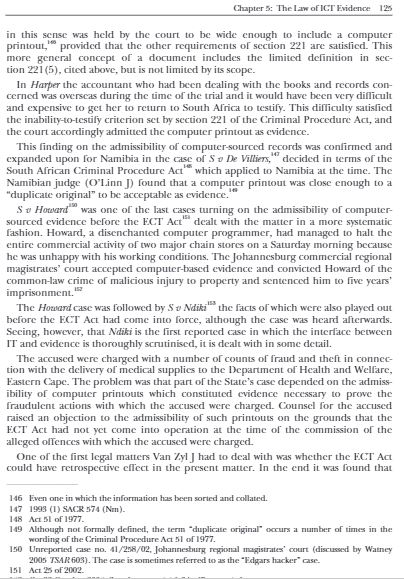 Chapter 5: The Law of ICT Evidence 125
in this sense was held by the court to be wide enough to include a computer
printout,146 provided that the other requirements of section 221 are satisfied. This
more general concept of a document includes the limited definition in sec-
tion 221(5), cited above, but is not limited by its scope.
In Harper the accountant who had been dealing with the books and records con-
cerned was overseas during the time of the trial and it would have been very difficult
and expensive to get her to return to South Africa to testify. This difficulty satisfied
the inability-to-testify criterion set by section 221 of the Criminal Procedure Act, and
the court accordingly admitted the computer printout as evidence.
This finding on the admissibility of computer-sourced records was confirmed and
expanded upon for Namibia in the case of S v De Villiers,147 decided in terms of the
South African Criminal Procedure Act148 which applied to Namibia at the time. The
Namibian judge (O'Linn J) found that a computer printout was close enough to a
“duplicate original” to be acceptable as evidence.149
S v Howard150 was one of the last cases turning on the admissibility of computer-
sourced evidence before the ECT Act151 dealt with the matter in a more systematic
fashion. Howard, a disenchanted computer programmer, had managed to halt the
entire commercial activity of two major chain stores on a Saturday morning because
he was unhappy with his working conditions. The Johannesburg commercial regional
magistrates' court accepted computer-based evidence and convicted Howard of the
common-law crime of malicious injury to property and sentenced him to five years'
imprisonment.152
The Howard case was followed by S v Ndiki153 the facts of which were also played out
before the ECT Act had come into force, although the case was heard afterwards.
Seeing, however, that Ndiki is the first reported case in which the interface between
IT and evidence is thoroughly scrutinised, it is dealt with in some detail.
The accused were charged with a number of counts of fraud and theft in connec-
tion with the delivery of medical supplies to the Department of Health and Welfare,
Eastern Cape. The problem was that part of the State's case depended on the admiss-
ibility of computer printouts which constituted evidence necessary to prove the
fraudulent actions with which the accused were charged. Counsel for the accused
raised an objection to the admissibility of such printouts on the grounds that the
ECT Act had not yet come into operation at the time of the commission of the
alleged offences with which the accused were charged.
One of the first legal matters Van Zyl J had to deal with was whether the ECT Act
could have retrospective effect in the present matter. In the end it was found that
146 Even one in which the information has been sorted and collated.
147 1993 (1) SACR 574 (Nm).
148 Act 51 of 1977.
149 Although not formally defined, the term “duplicate original” occurs a number of times in the
wording of the Criminal Procedure Act 51 of 1977.
150 Unreported case no. 41/258/02, Johannesburg regional magistrates' court (discussed by Watney
2005 TSAR 603). The case is sometimes referred to as the “Edgars hacker” case.
151 Act 25 of 2002.